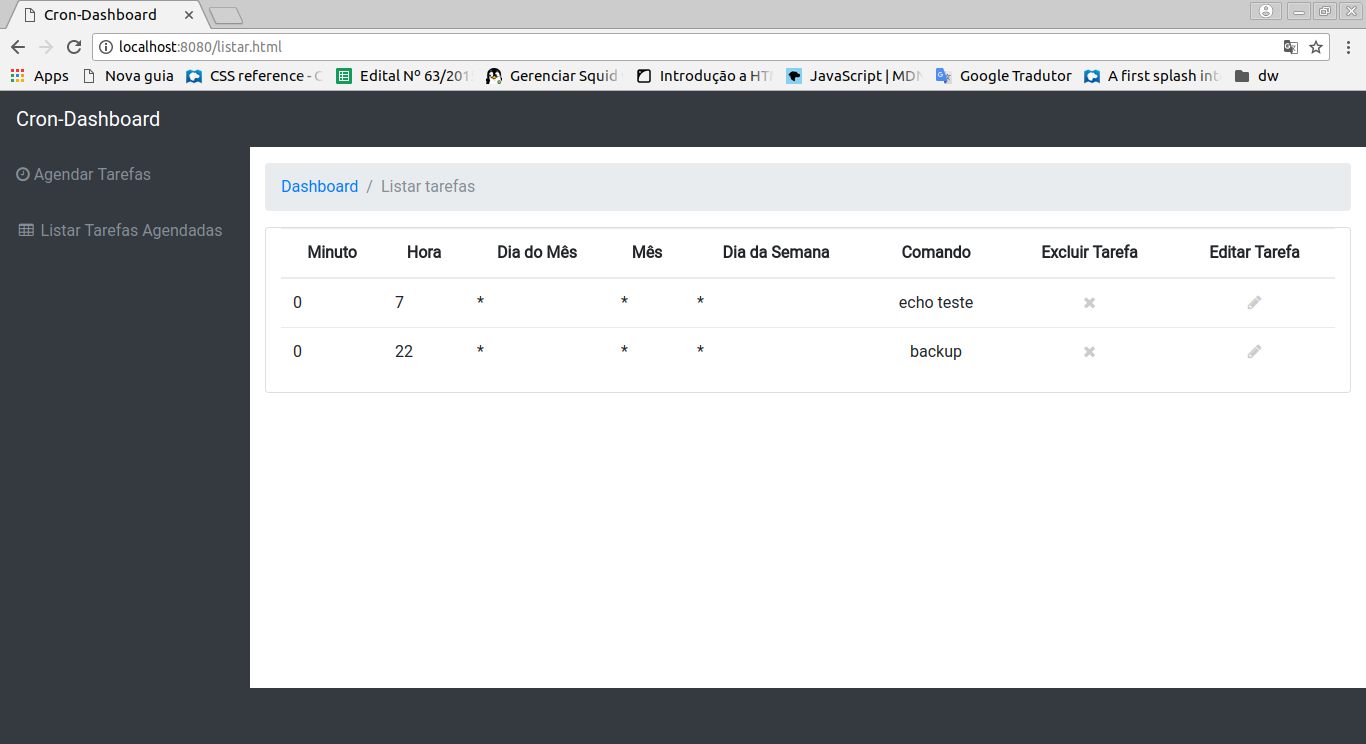 Cron-Dashboard
localhost:8080/listar.html
Apps Nova guia CSS reference - C Edital Nº 63/201 Gerenciar Squid Introdução a HTM JavaScript | MDN Google Tradutor A first splash int dw
Cron-Dashboard
Agendar Tarefas
Listar Tarefas Agendadas
Dashboard / Listar tarefas
Minuto Hora Dia do Mês Mês Dia da Semana Comando Excluir Tarefa Editar Tarefa
0 7 * * * echo teste
0 22 * * * backup